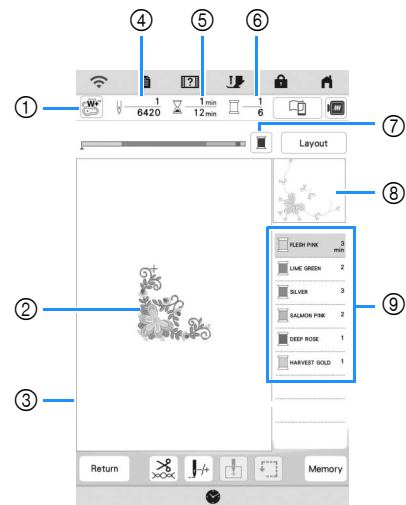 ④ ⑤ ⑥
①
W+
1
6420
1 min
12 min
1
6
⑦
Layout
⑧
FLESH PINK 3 min
LIME GREEN 2
SILVER 3
SALMON PINK 2
DEEP ROSE 1
HARVEST GOLD 1
⑨
②
③
Return
-/+
Memory